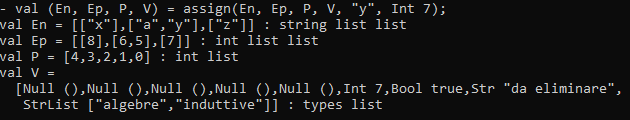 - val (En, Ep, P, V) = assign(En, Ep, P, V, "y", Int 7);
val En = [["x"],["a","y"],["z"]] : string list list
val Ep = [[8],[6,5],[7]] : int list list
val P = [4,3,2,1,0] : int list
val V =
[Null (),Null (),Null (),Null (),Null (),Int 7,Bool true,Str "da eliminare",
StrList ["algebre","induttive"]] : types list